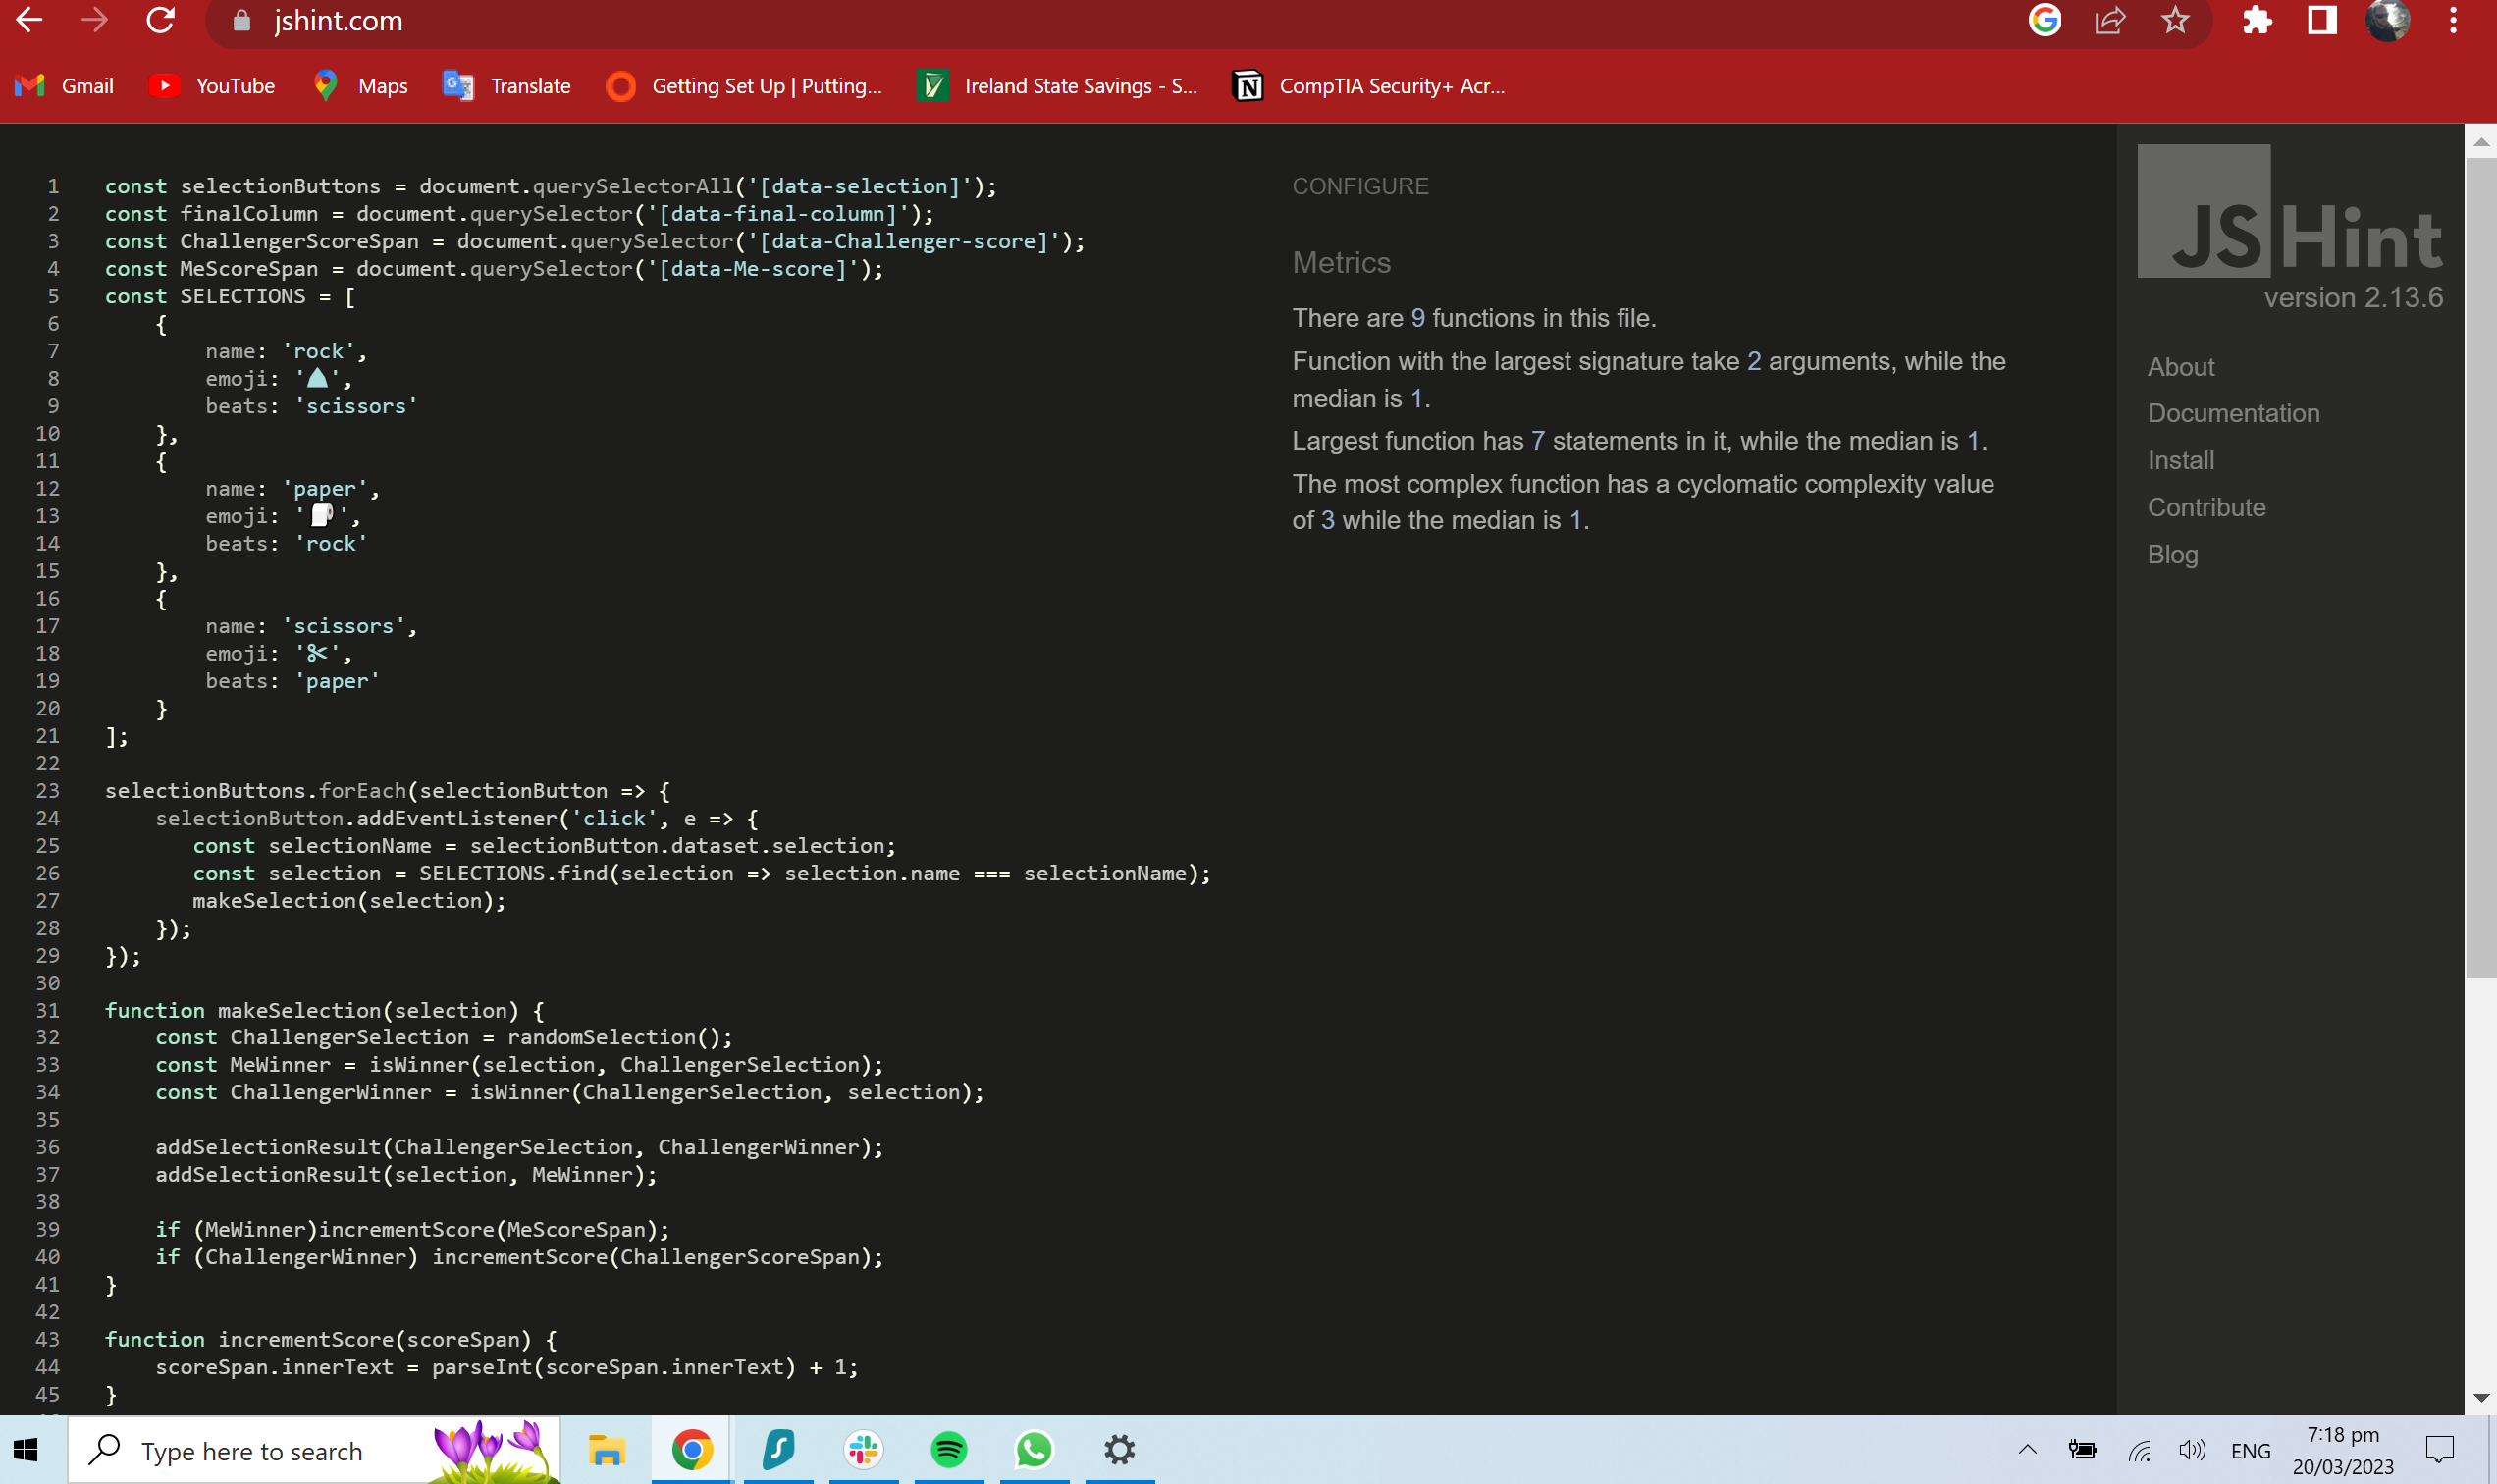 jshint.com
Gmail YouTube Maps Translate Getting Set Up | Putting... Ireland State Savings - S... CompTIA Security+ Acr...
1 const selectionButtons = document.querySelectorAll('[data-selection]');
2 const finalColumn = document.querySelector('[data-final-column]');
3 const ChallengerScoreSpan = document.querySelector('[data-Challenger-score]');
4 const MeScoreSpan = document.querySelector('[data-Me-score]');
5 const SELECTIONS = [
6 {
7 name: 'rock',
8 emoji: '',
9 beats: 'scissors'
10 },
11 {
12 name: 'paper',
13 emoji: '🧻',
14 beats: 'rock'
15 },
16 {
17 name: 'scissors',
18 emoji: '✂',
19 beats: 'paper'
20 }
21 ];
22
23 selectionButtons.forEach(selectionButton => {
24 selectionButton.addEventListener('click', e => {
25 const selectionName = selectionButton.dataset.selection;
26 const selection = SELECTIONS.find(selection => selection.name === selectionName);
27 makeSelection(selection);
28 });
29 });
30
31 function makeSelection(selection) {
32 const ChallengerSelection = randomSelection();
33 const MeWinner = isWinner(selection, ChallengerSelection);
34 const ChallengerWinner = isWinner(ChallengerSelection, selection);
35
36 addSelectionResult(ChallengerSelection, ChallengerWinner);
37 addSelectionResult(selection, MeWinner);
38
39 if (MeWinner)incrementScore(MeScoreSpan);
40 if (ChallengerWinner) incrementScore(ChallengerScoreSpan);
41 }
42
43 function incrementScore(scoreSpan) {
44 scoreSpan.innerText = parseInt(scoreSpan.innerText) + 1;
45 }
CONFIGURE
Metrics
There are 9 functions in this file.
Function with the largest signature take 2 arguments, while the
median is 1.
Largest function has 7 statements in it, while the median is 1.
The most complex function has a cyclomatic complexity value
of 3 while the median is 1.
JSHint
version 2.13.6
About
Documentation
Install
Contribute
Blog
Type here to search
ENG
7:18 pm
20/03/2023